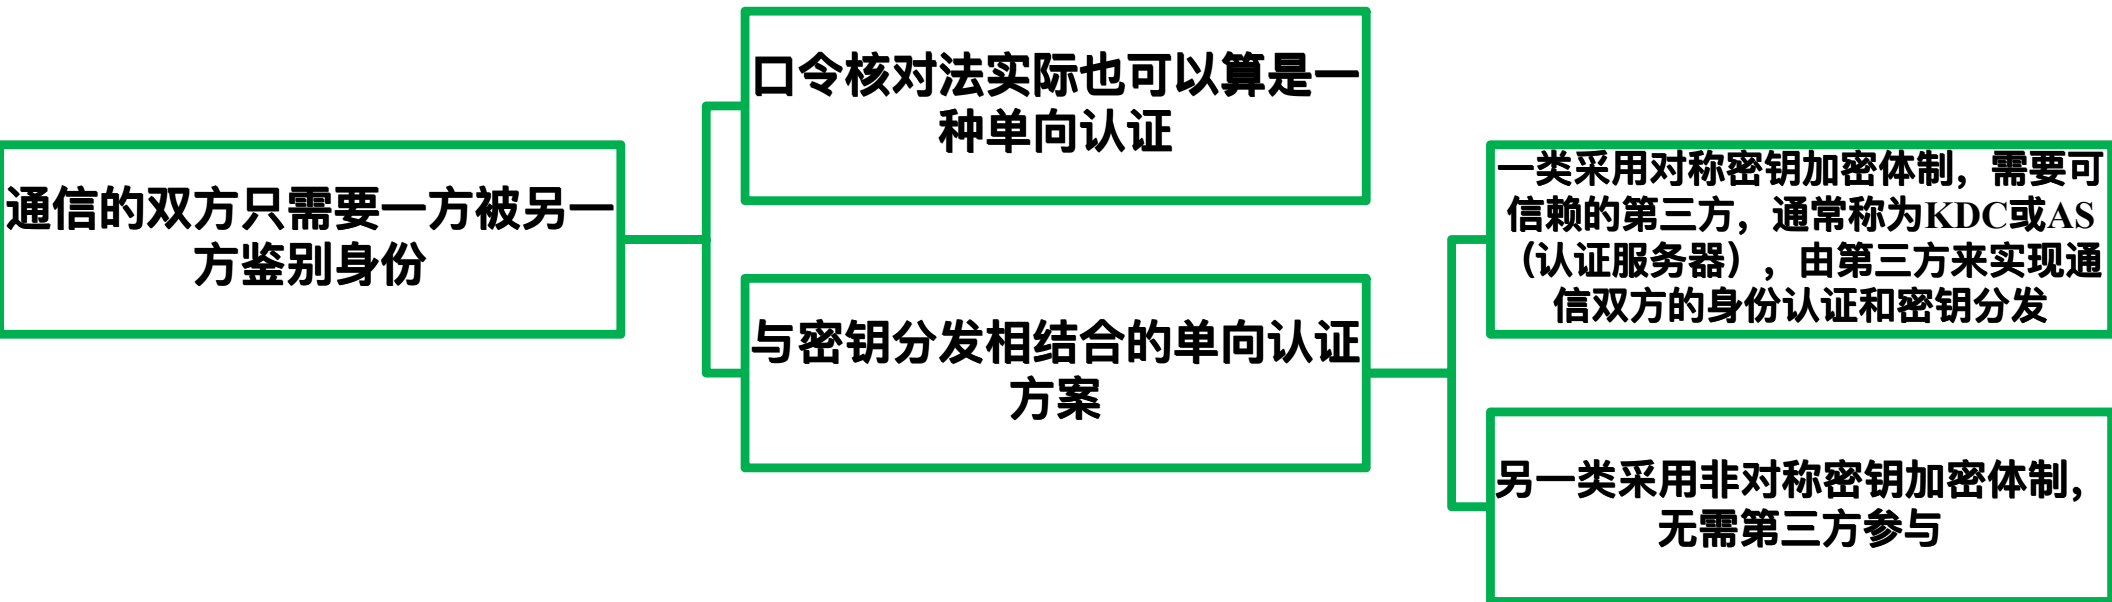 通信的双方只需要一方被另一
方鉴别身份
口令核对法实际也可以算是一
种单向认证
与密钥分发相结合的单向认证
方案
一类采用对称密钥加密体制，需要可
信赖的第三方，通常称为KDC或AS
（认证服务器），由第三方来实现通
信双方的身份认证和密钥分发
另一类采用非对称密钥加密体制，
无需第三方参与